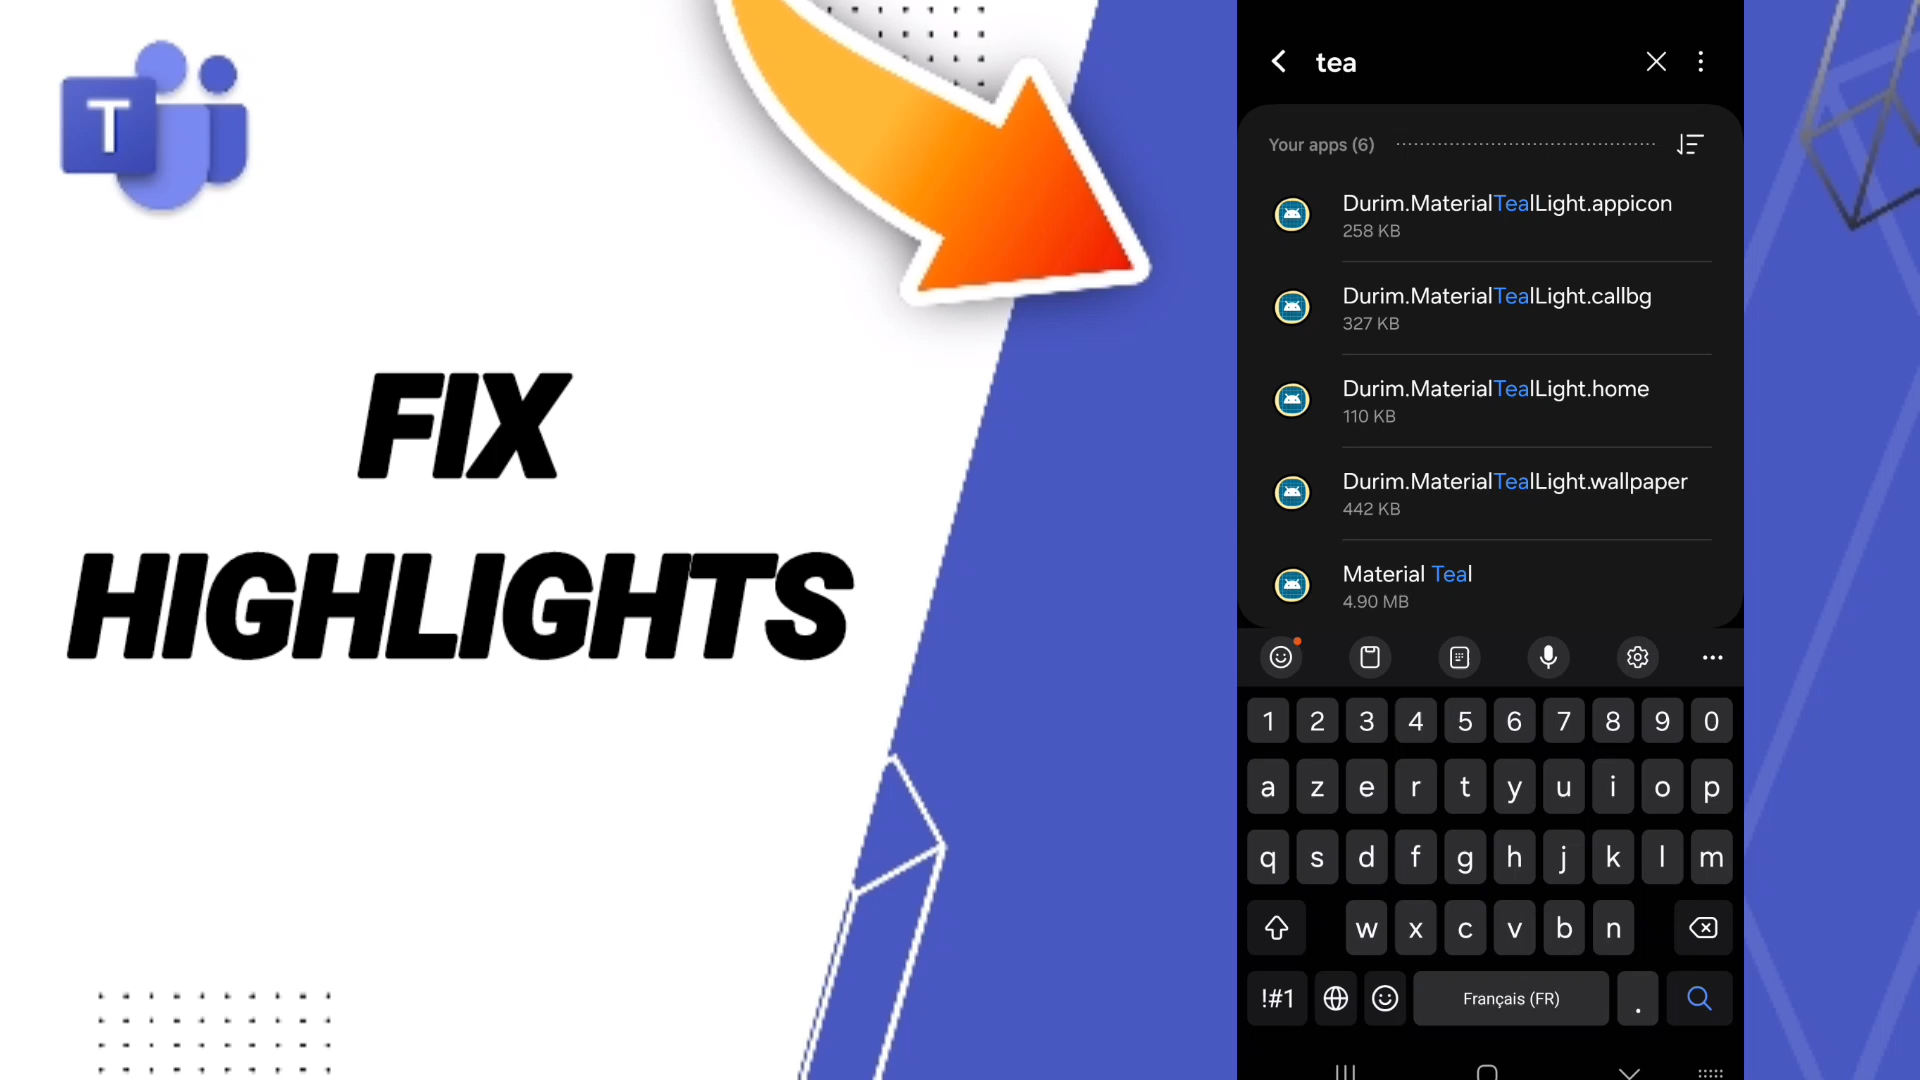 T
FIX
HIGHLIGHTS
tea
Your apps (6)
Durim.MaterialTealLight.appicon
258 KB
Durim.MaterialTealLight.callbg
327 KB
Durim.MaterialTealLight.home
110 KB
Durim.MaterialTealLight.wallpaper
442 KB
Material Teal
4.90 MB
1 2 3 4 5 6 7 8 9 0
a z e r t y u i o p
q s d f g h j k l m
w x c v b n
!#1 Français (FR) .